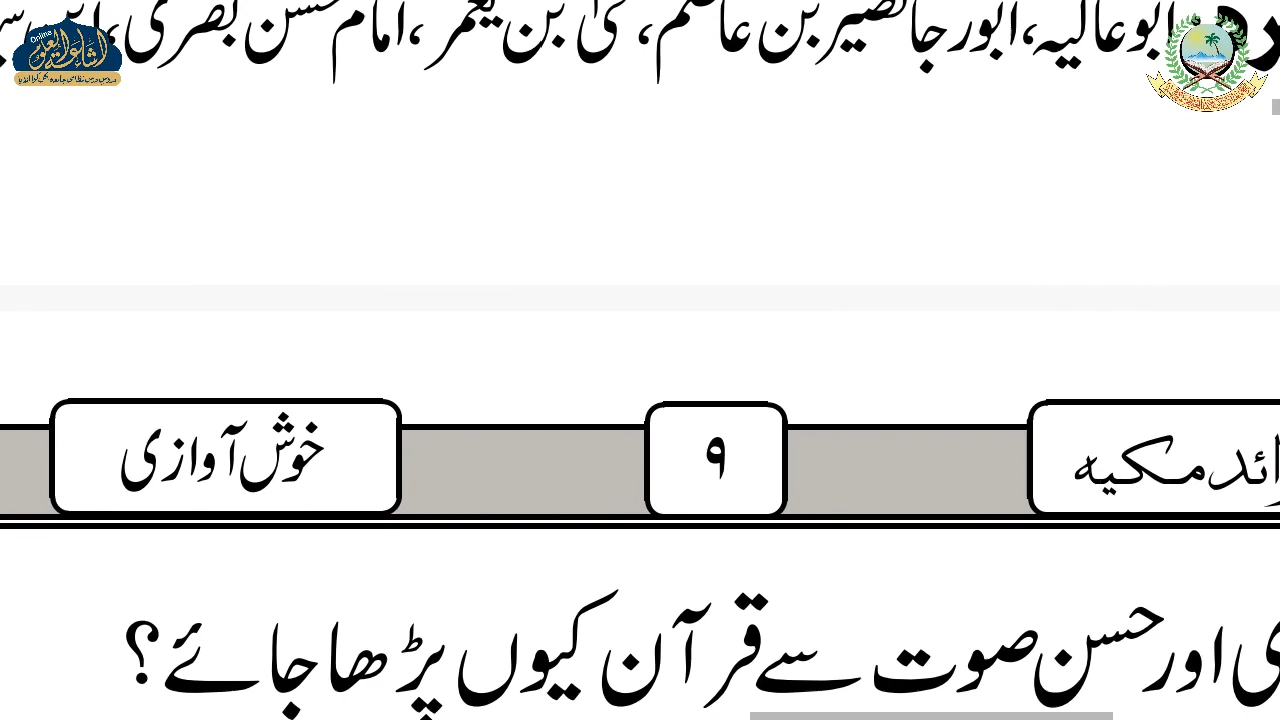 ابوعالیہ، ابورجا نصیر بن عاصم، یحیٰ بن یعمر، امام حسن بصری،
خوش آوازی
۹
ائد مکیہ
ی اور حسن صوت سے قرآن کیوں پڑھا جائے؟
Online